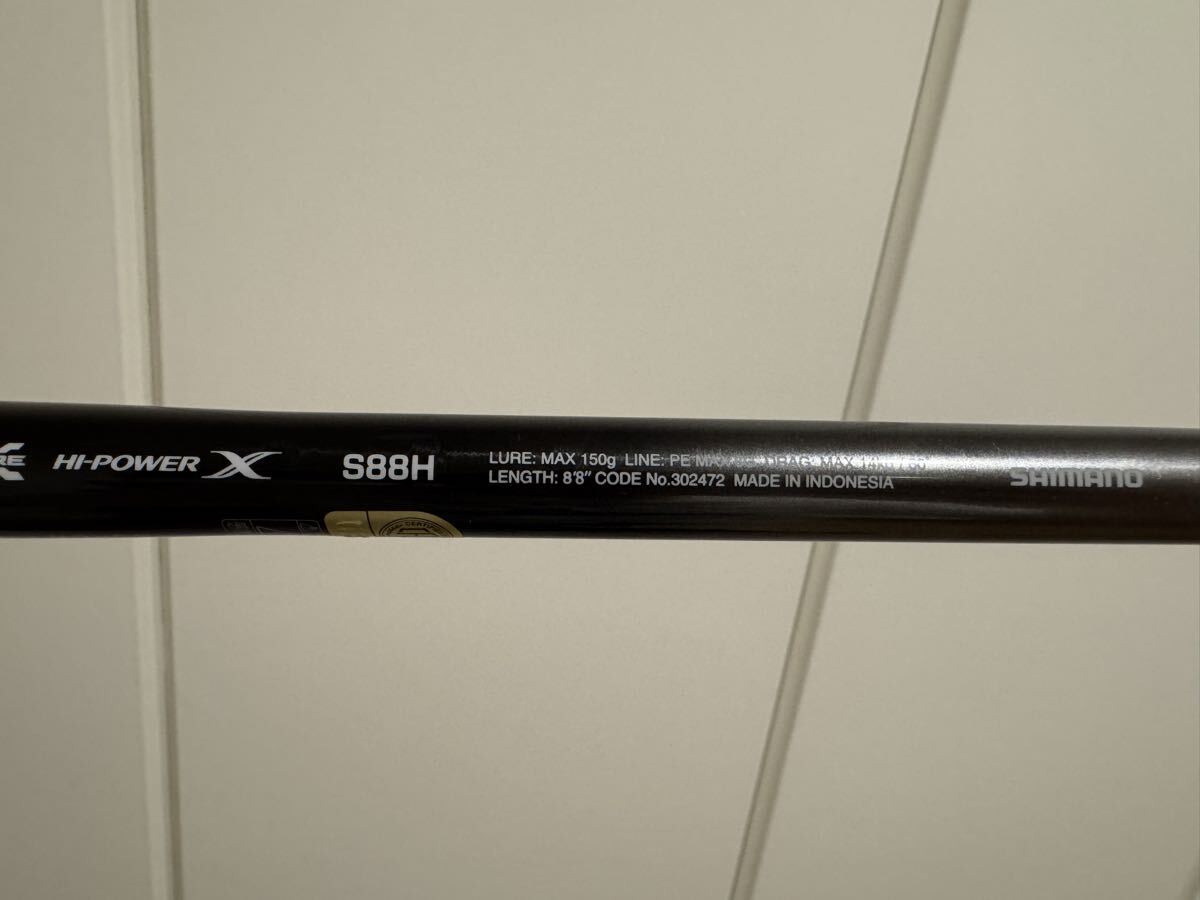 HI-POWER X S88H
LURE: MAX 150g LINE: PE DRAG: MAX
LENGTH: 8'8" CODE No.302472 MADE IN INDONESIA
SHIMANO